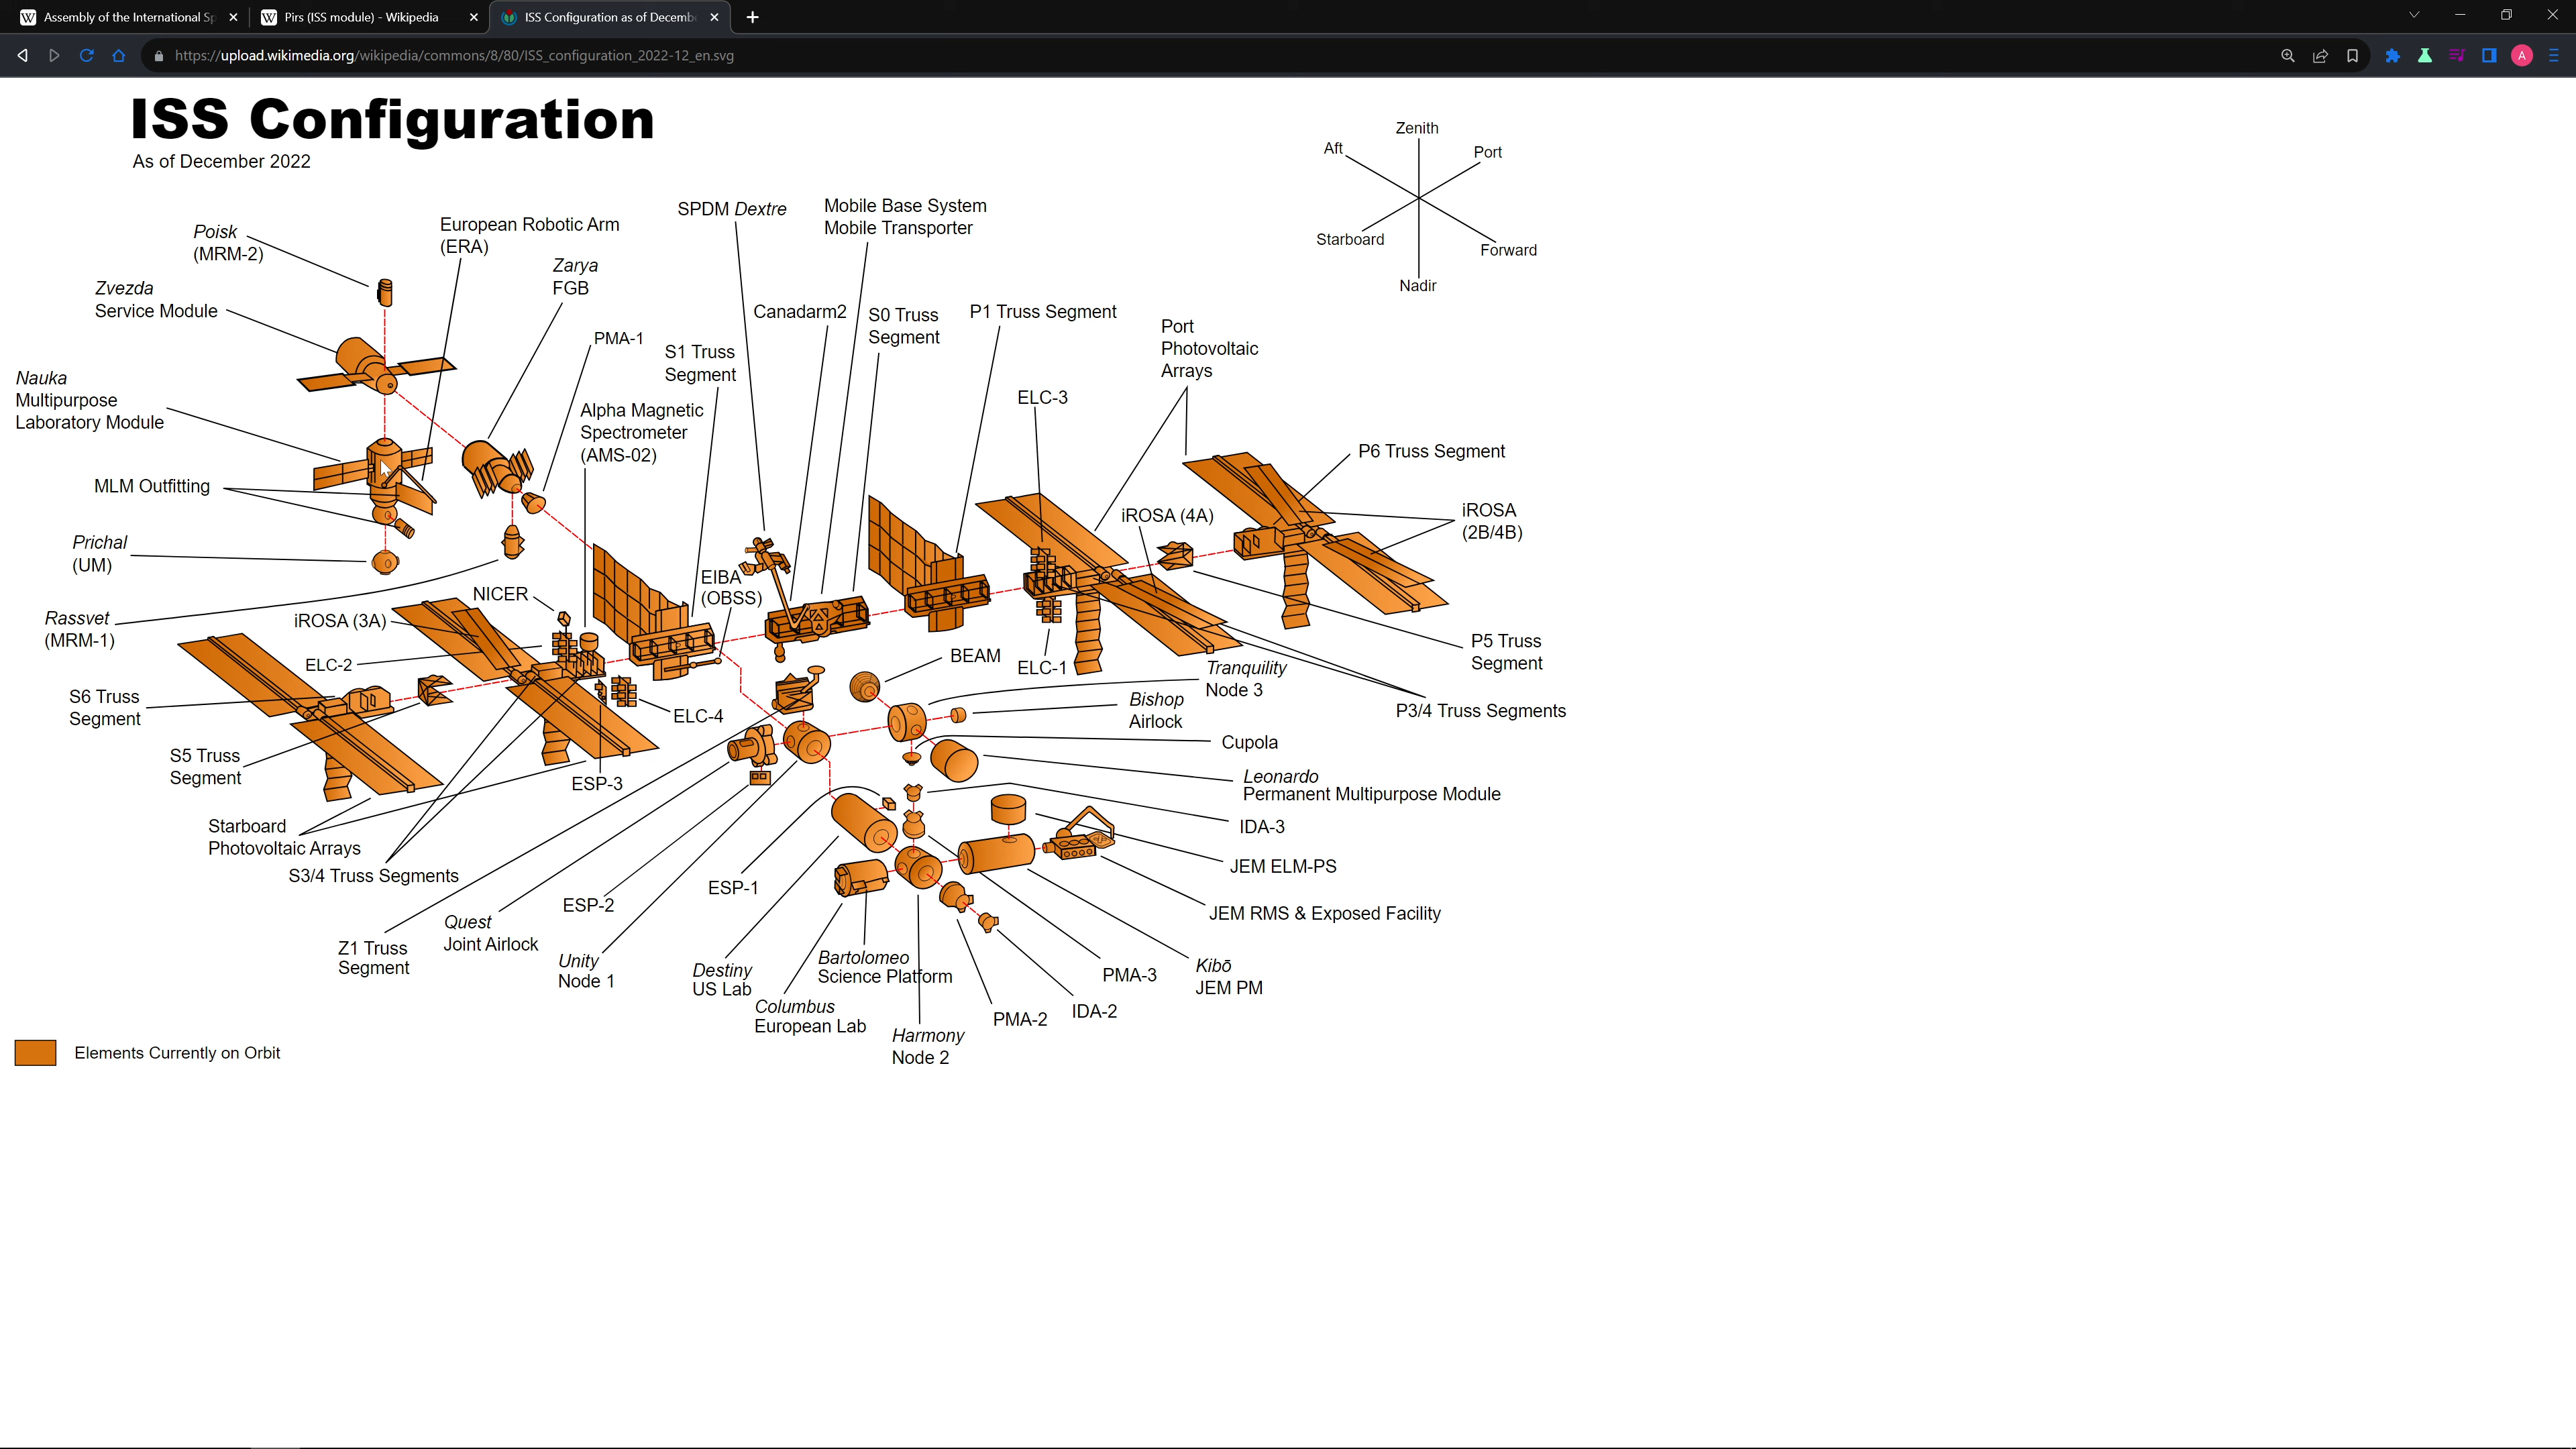 Assembly of the International Sp
Pirs (ISS module) - Wikipedia
ISS Configuration as of Decemb
https://upload.wikimedia.org/wikipedia/commons/8/80/ISS_configuration_2022-12_en.svg
A
ISS Configuration
As of December 2022
Zenith
Aft
Port
Starboard
Forward
Nadir
Poisk
(MRM-2)
European Robotic Arm
(ERA)
SPDM Dextre
Mobile Base System
Mobile Transporter
Zvezda
Service Module
Zarya
FGB
PMA-1
S1 Truss
Segment
Canadarm2
S0 Truss
Segment
P1 Truss Segment
Port
Photovoltaic
Arrays
Nauka
Multipurpose
Laboratory Module
Alpha Magnetic
Spectrometer
(AMS-02)
ELC-3
P6 Truss Segment
MLM Outfitting
iROSA (4A)
iROSA
(2B/4B)
Prichal
(UM)
EIBA
(OBSS)
NICER
Rassvet
(MRM-1)
iROSA (3A)
ELC-2
BEAM
ELC-1
P5 Truss
Segment
Tranquility
Node 3
S6 Truss
Segment
ELC-4
Bishop
Airlock
P3/4 Truss Segments
Cupola
S5 Truss
Segment
ESP-3
Leonardo
Permanent Multipurpose Module
Starboard
Photovoltaic Arrays
IDA-3
S3/4 Truss Segments
JEM ELM-PS
ESP-1
ESP-2
JEM RMS & Exposed Facility
Quest
Joint Airlock
Z1 Truss
Segment
Unity
Node 1
Destiny
US Lab
Bartolomeo
Science Platform
PMA-3
Kibō
JEM PM
Columbus
European Lab
PMA-2
IDA-2
Harmony
Node 2
Elements Currently on Orbit